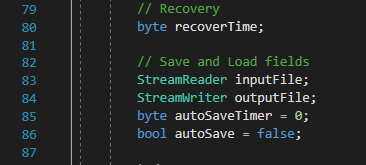 79 // Recovery
80 byte recoverTime;
81
82 // Save and Load fields
83 StreamReader inputFile;
84 StreamWriter outputFile;
85 byte autoSaveTimer = 0;
86 bool autoSave = false;
87